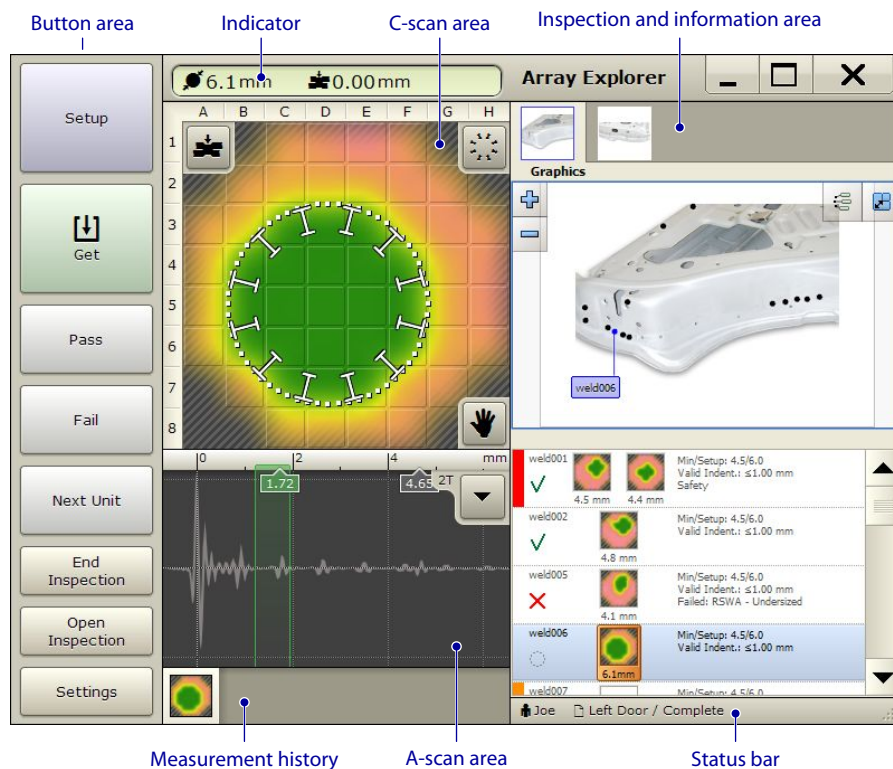 Button area
Indicator
C-scan area
Inspection and information area
Setup
Get
Pass
Fail
Next Unit
End
Inspection
Open
Inspection
Settings
6.1mm 0.00mm
A B C D E F G H
1
2
3
4
5
6
7
8
0 2 4 mm
1.72 4.65 2T
Array Explorer
Graphics
weld006
weld001
4.5 mm 4.4 mm
Min/Setup: 4.5/6.0
Valid Indent.: ≤1.00 mm
Safety
weld002
4.8 mm
Min/Setup: 4.5/6.0
Valid Indent.: ≤1.00 mm
weld005
4.1 mm
Min/Setup: 4.5/6.0
Valid Indent.: ≤1.00 mm
Failed: RSWA - Undersized
weld006
6.1mm
Min/Setup: 4.5/6.0
Valid Indent.: ≤1.00 mm
weld007
Min/Setup: 4.5/6.0
Joe Left Door / Complete
Measurement history
A-scan area
Status bar